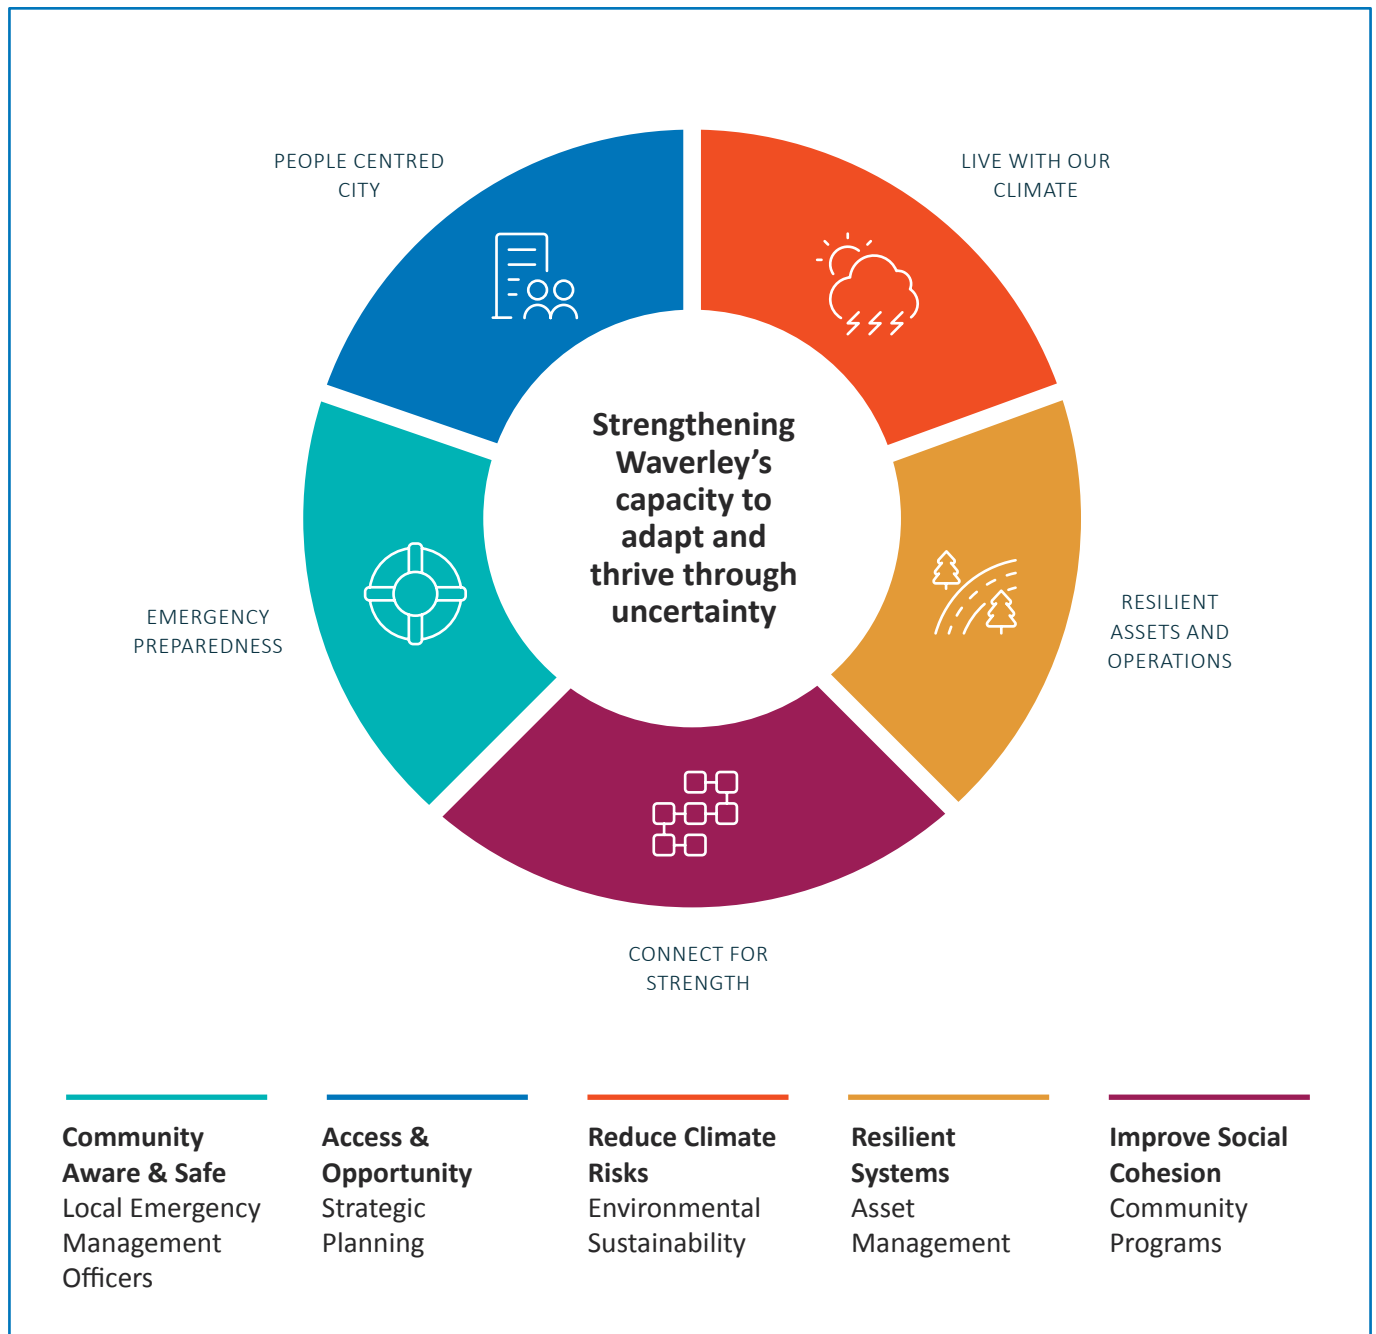 PEOPLE CENTRED
CITY
LIVE WITH OUR
CLIMATE
Strengthening
Waverley’s
capacity to
adapt and
thrive through
uncertainty
EMERGENCY
PREPAREDNESS
RESILIENT
ASSETS AND
OPERATIONS
CONNECT FOR
STRENGTH
Community
Aware & Safe
Local Emergency
Management
Officers
Access &
Opportunity
Strategic
Planning
Reduce Climate
Risks
Environmental
Sustainability
Resilient
Systems
Asset
Management
Improve Social
Cohesion
Community
Programs